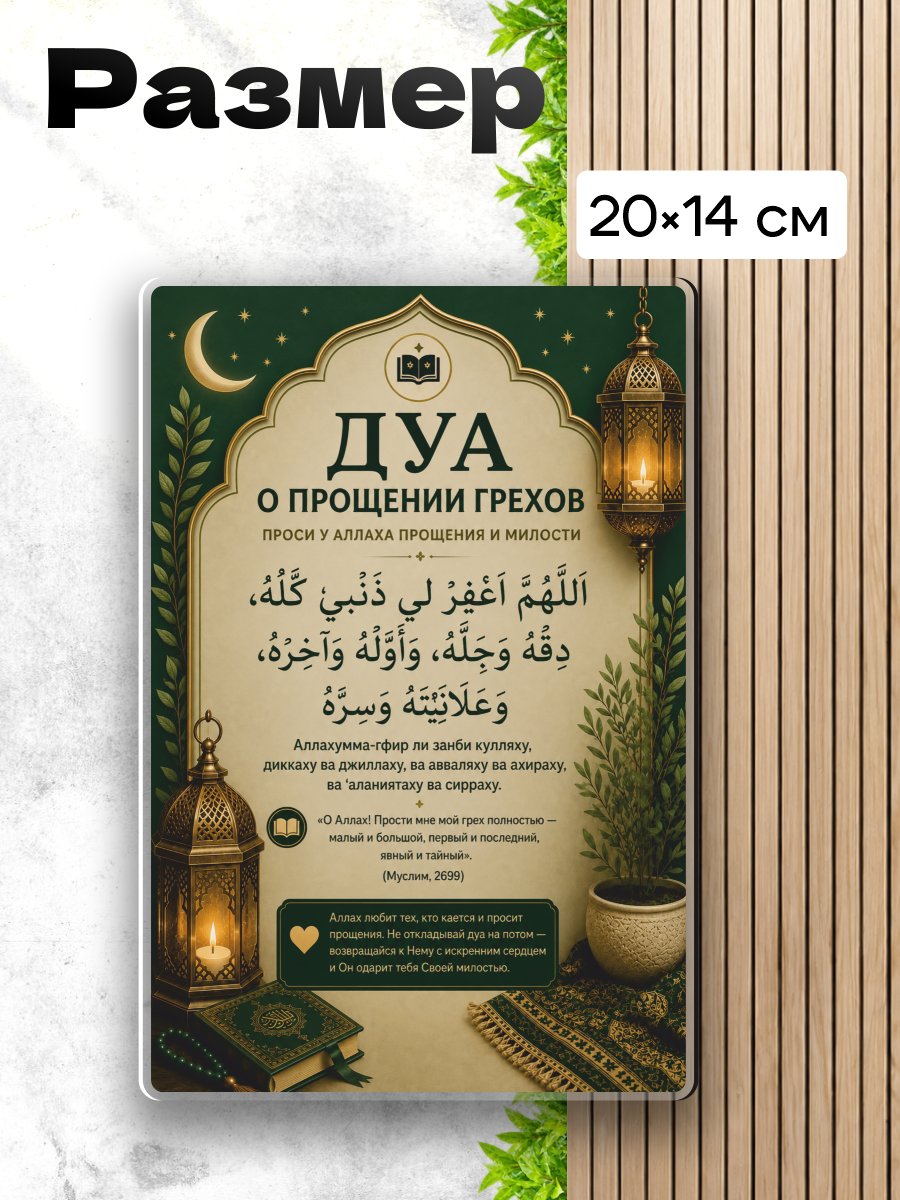 Размер
20×14 см
ДУА
О ПРОЩЕНИИ ГРЕХОВ
ПРОСИ У АЛЛАХА ПРОЩЕНИЯ И МИЛОСТИ
اَللَّهُمَّ اَغْفِرْ لي ذَنْبيْ كَّلُهُ،
دِقْهُ وَجِلَّهُ، وَأَوَّلْهُ وَآخِرْهُ،
وَعَلَانِيْتَهُ وَسِرَّهُ
Аллахумма-гфир ли занби кулляху,
диккаху ва джиллаху, ва авваляху ва ахираху,
ва ‘аланиятаху ва сирраху.
«О Аллах! Прости мне мой грех полностью —
малый и большой, первый и последний,
явный и тайный».
(Муслим, 2699)
Аллах любит тех, кто кается и просит
прощения. Не откладывай дуа на потом —
возвращайся к Нему с искренним сердцем
и Он одарит тебя Своей милостью.